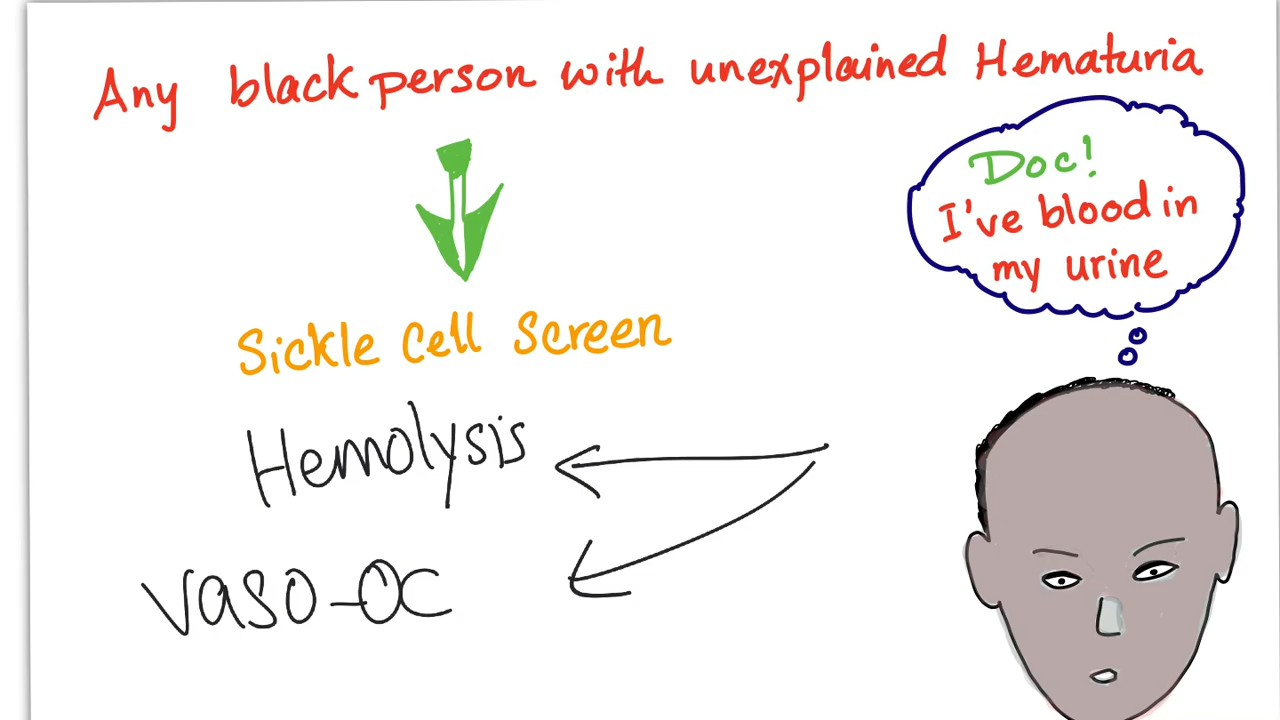 Any black person with unexplained Hematuria
Doc!
I've blood in
my urine
Sickle Cell Screen
Hemolysis
Vaso-Oc